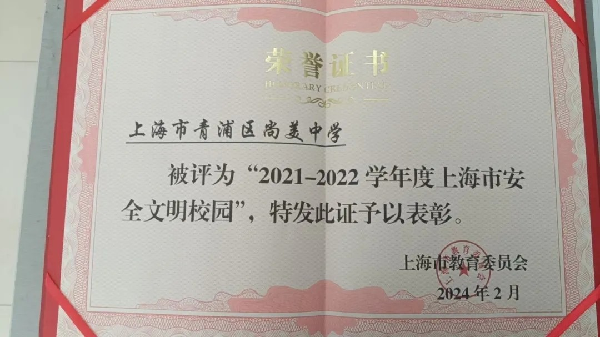 荣誉证书
HONORARY CREDENTIAL
上海市青浦区尚美中学
被评为“2021-2022学年度上海市安
全文明校园”，特发此证予以表彰。
上海市教育委员会
2024年2月